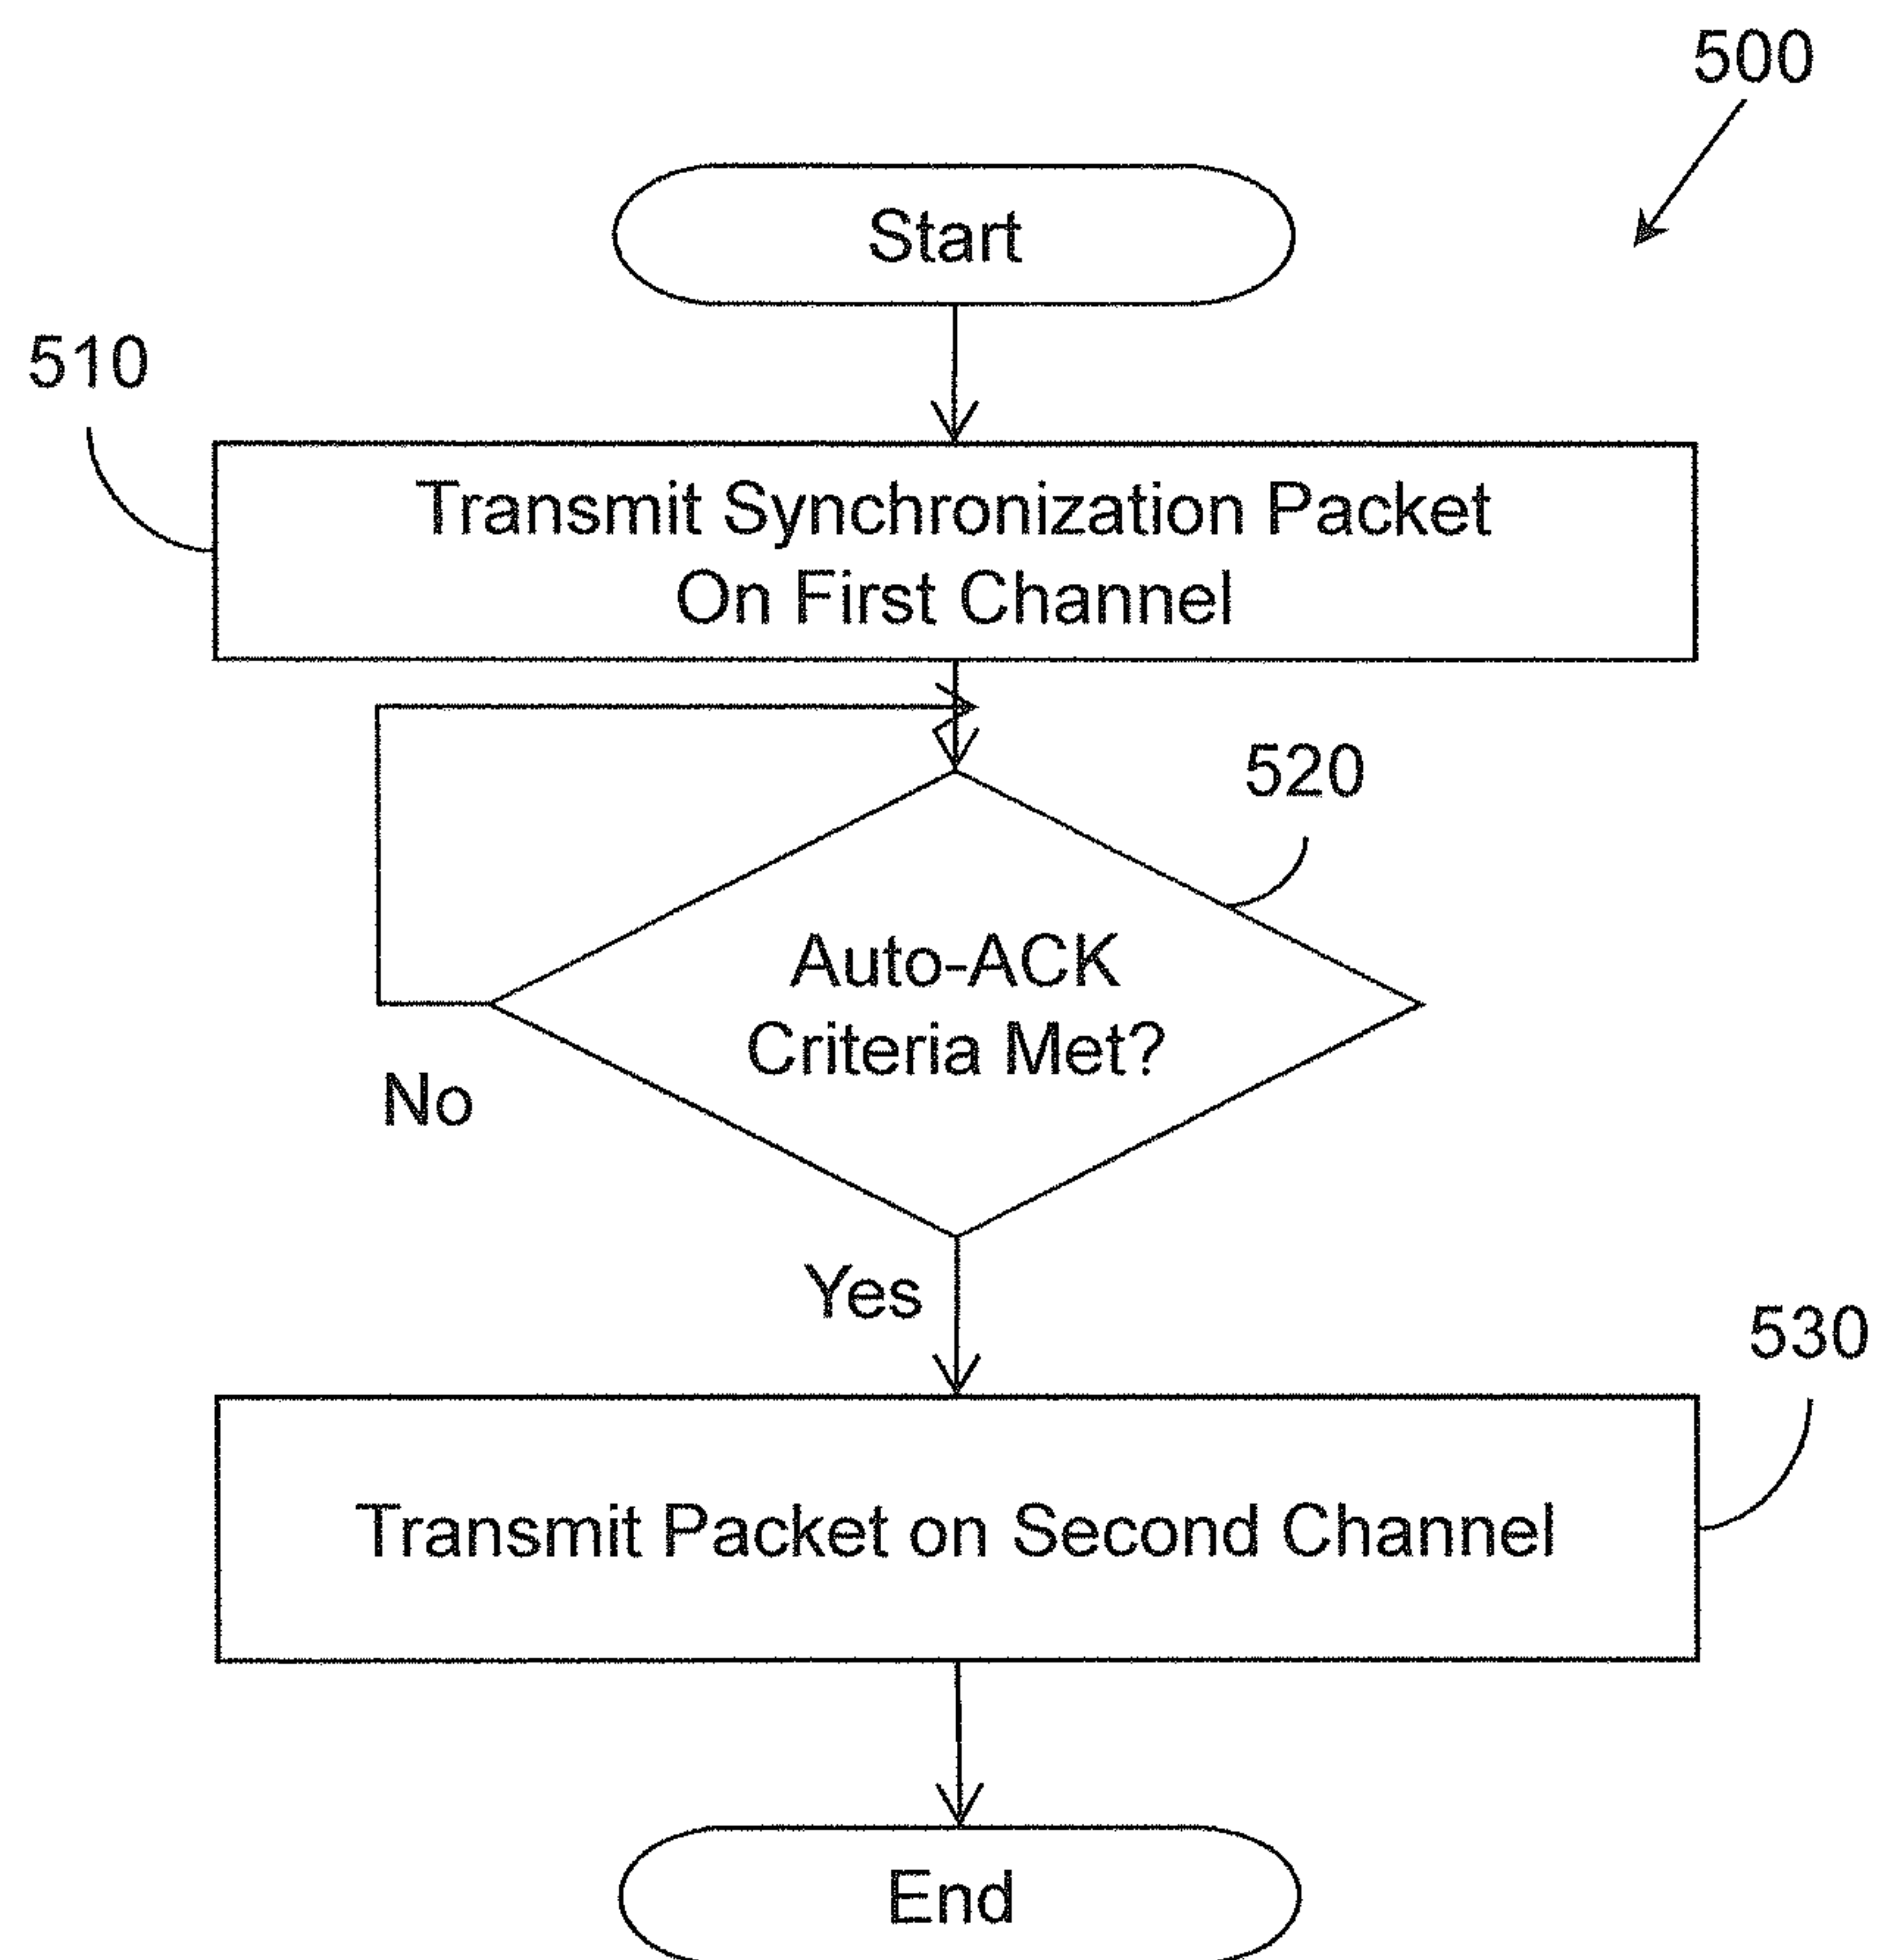 500
Start
510
Transmit Synchronization Packet
On First Channel
520
Auto-ACK
Criteria Met?
No
Yes
530
Transmit Packet on Second Channel
End